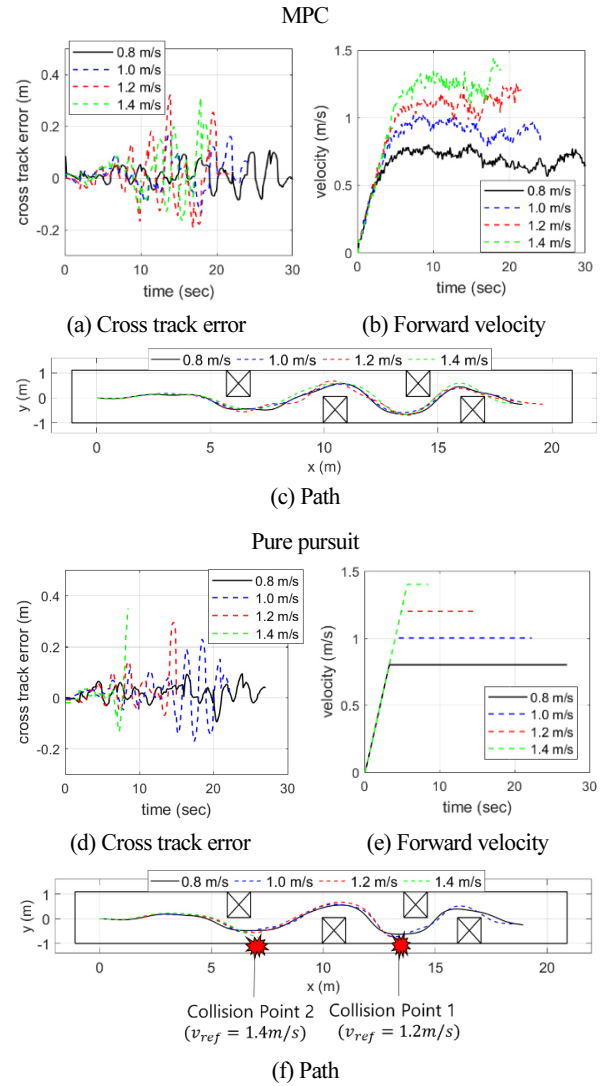 MPC
0.4
0.2
0
-0.2
0
10
20
30
0.8 m/s
1.0 m/s
1.2 m/s
1.4 m/s
cross track error (m)
time (sec)
(a) Cross track error
1.5
1
0.5
0
0
10
20
30
0.8 m/s
1.0 m/s
1.2 m/s
1.4 m/s
velocity (m/s)
time (sec)
(b) Forward velocity
0.8 m/s 1.0 m/s 1.2 m/s 1.4 m/s
1
0
-1
y (m)
0 5 10 15 20
x (m)
(c) Path
Pure pursuit
0.4
0.2
0
-0.2
0 10 20 30
0.8 m/s
1.0 m/s
1.2 m/s
1.4 m/s
cross track error (m)
time (sec)
(d) Cross track error
1.5
1
0.5
0
0 10 20 30
0.8 m/s
1.0 m/s
1.2 m/s
1.4 m/s
velocity (m/s)
time (sec)
(e) Forward velocity
0.8 m/s 1.0 m/s 1.2 m/s 1.4 m/s
1
0
-1
y (m)
0 5 10 15 20
x (m)
Collision Point 2
(v_ref = 1.4m/s)
Collision Point 1
(v_ref = 1.2m/s)
(f) Path